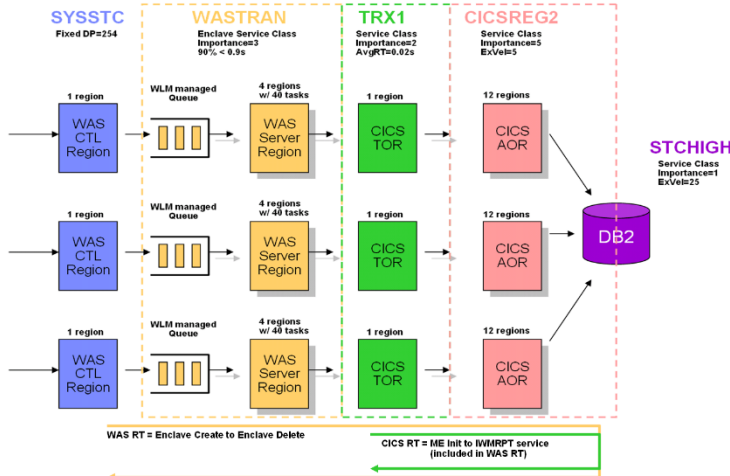 SYSSTC
Fixed DP=254
WASTRAN
Enclave Service Class
Importance=3
90% < 0.9s
TRX1
Service Class
Importance=2
AvgRT=0.02s
CICSREG2
Service Class
Importance=5
ExVel=5
1 region
WAS
CTL
Region
WLM managed
Queue
4 regions
w/ 40 tasks
WAS
Server
Region
1 region
CICS
TOR
12 regions
CICS
AOR
STCHIGH
Service Class
Importance=1
ExVel=25
DB2
1 region
WAS
CTL
Region
WLM managed
Queue
4 regions
w/ 40 tasks
WAS
Server
Region
1 region
CICS
TOR
12 regions
CICS
AOR
1 region
WAS
CTL
Region
WLM managed
Queue
4 regions
w/ 40 tasks
WAS
Server
Region
1 region
CICS
TOR
12 regions
CICS
AOR
WAS RT = Enclave Create to Enclave Delete
CICS RT = ME Init to IWMRPT service
(included in WAS RT)